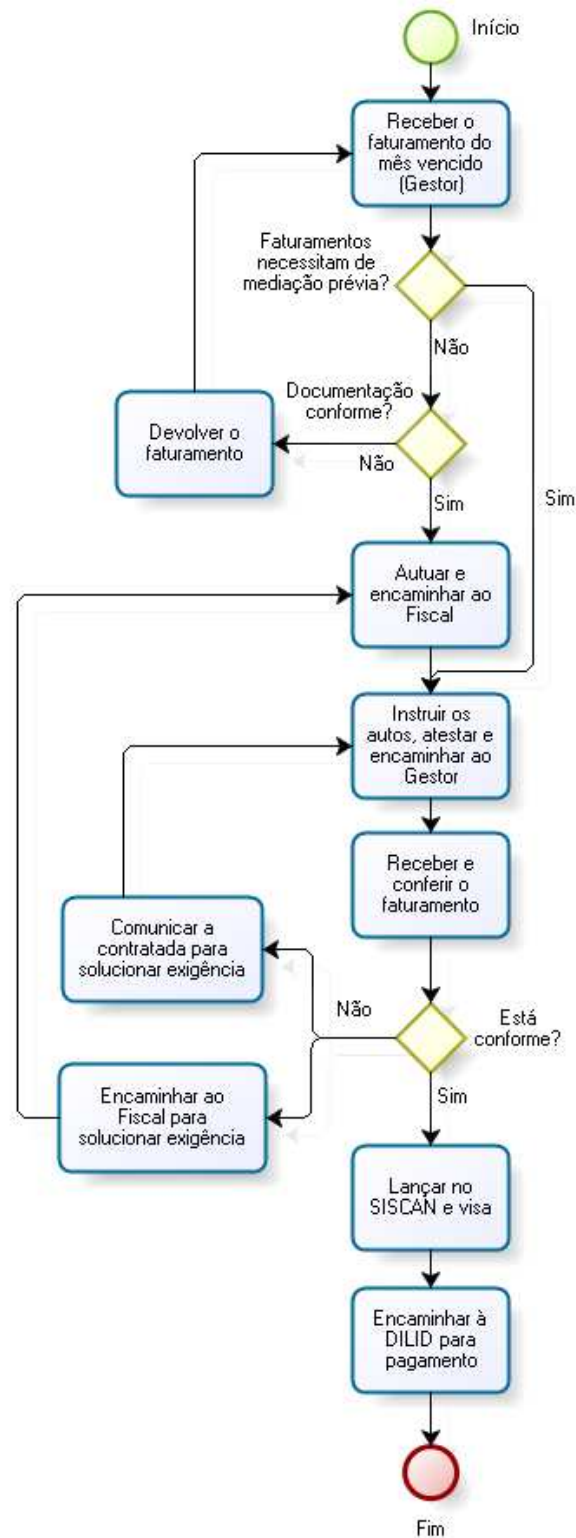 Início
Receber o
faturamento do
mês vencido
(Gestor)
Faturamentos
necessitam de
mediação prévia?
Não
Documentação
conforme?
Devolver o
faturamento
Não
Sim
Sim
Autuar e
encaminhar ao
Fiscal
Instruir os
autos, atestar e
encaminhar ao
Gestor
Receber e
conferir o
faturamento
Comunicar a
contratada para
solucionar exigência
Não
Está
conforme?
Encaminhar ao
Fiscal para
solucionar exigência
Sim
Lançar no
SISCAN e visa
Encaminhar à
DILID para
pagamento
Fim